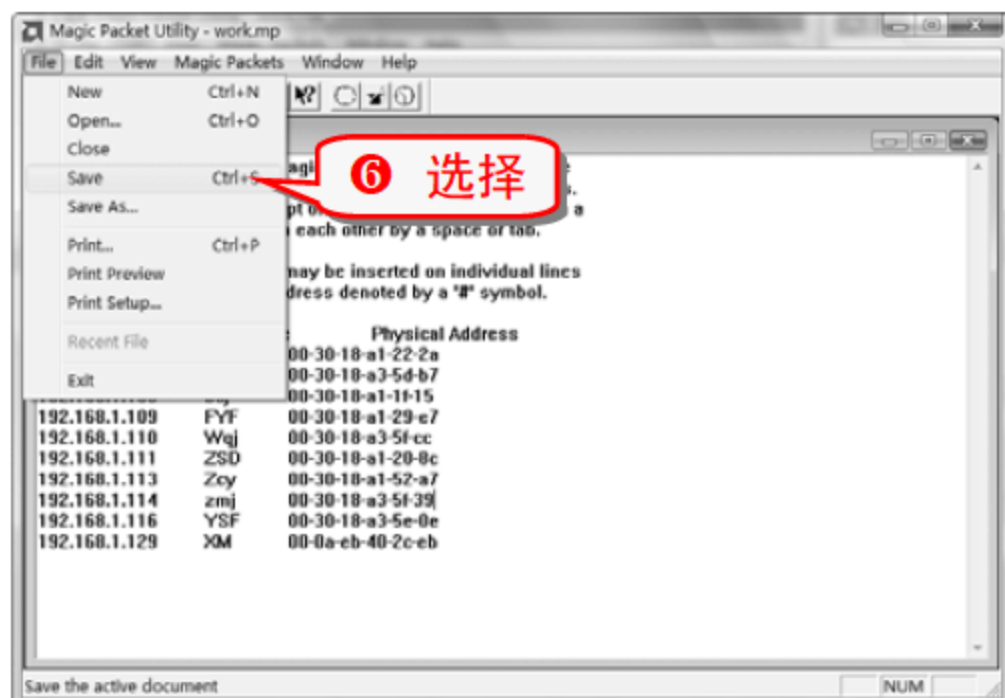 Magic Packet Utility - work.mp
File Edit View Magic Packets Window Help
New Ctrl+N
Open... Ctrl+O
Close
Save Ctrl+S
Save As...
Print... Ctrl+P
Print Preview
Print Setup...
Recent File
Exit
❻ 选择
each other by a space or tab.
may be inserted on individual lines
dress denoted by a "#" symbol.
Physical Address
00-30-18-a1-22-2a
00-30-18-a3-5d-b7
00-30-18-a1-1f-15
192.168.1.109 FYF 00-30-18-a1-29-e7
192.168.1.110 Wqj 00-30-18-a3-5f-cc
192.168.1.111 ZSD 00-30-18-a1-20-8c
192.168.1.113 Zcy 00-30-18-a1-52-a7
192.168.1.114 zmj 00-30-18-a3-5f-39
192.168.1.116 YSF 00-30-18-a3-5e-0e
192.168.1.129 XM 00-0a-eb-40-2c-eb
Save the active document NUM